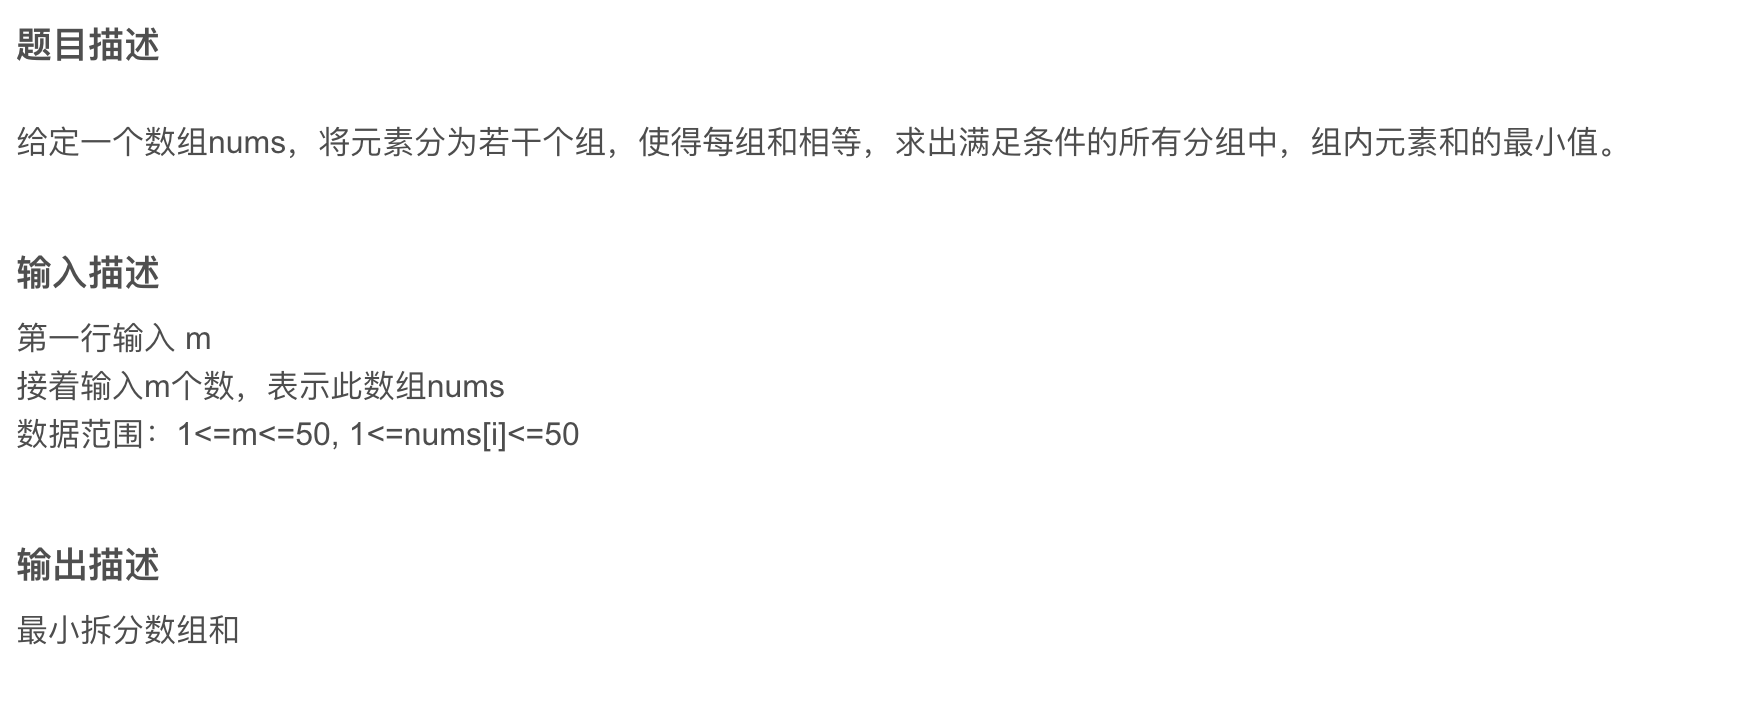 题目描述
给定一个数组nums，将元素分为若干个组，使得每组和相等，求出满足条件的所有分组中，组内元素和的最小值。
输入描述
第一行输入 m
接着输入m个数，表示此数组nums
数据范围：1<=m<=50, 1<=nums[i]<=50
输出描述
最小拆分数组和